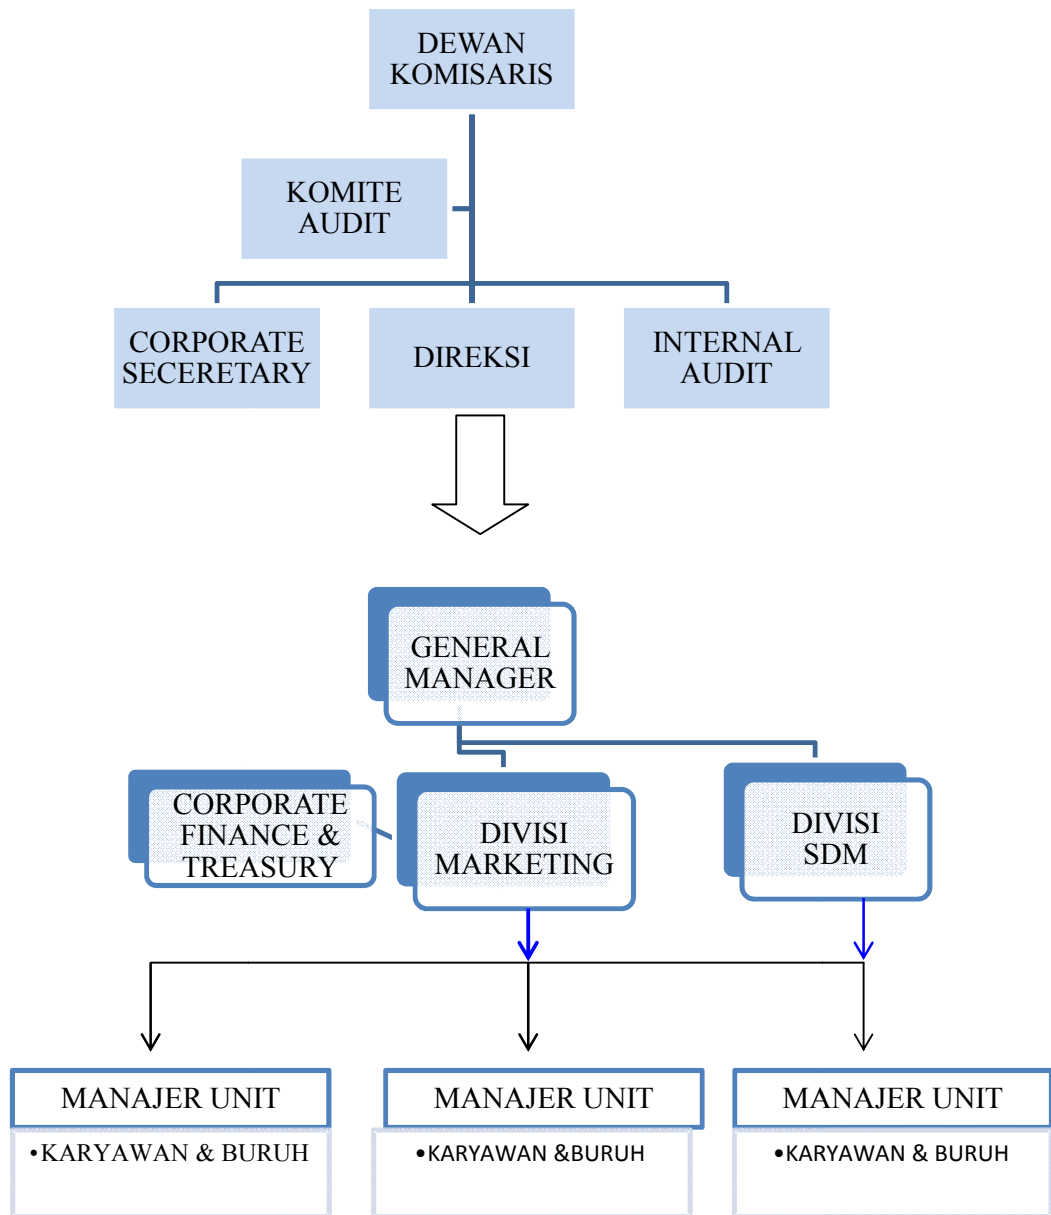 DEWAN
KOMISARIS
KOMITE
AUDIT
CORPORATE
SECERETARY
DIREKSI
INTERNAL
AUDIT
GENERAL
MANAGER
CORPORATE
FINANCE &
TREASURY
DIVISI
MARKETING
DIVISI
SDM
MANAJER UNIT
•KARYAWAN & BURUH
MANAJER UNIT
•KARYAWAN &BURUH
MANAJER UNIT
•KARYAWAN & BURUH